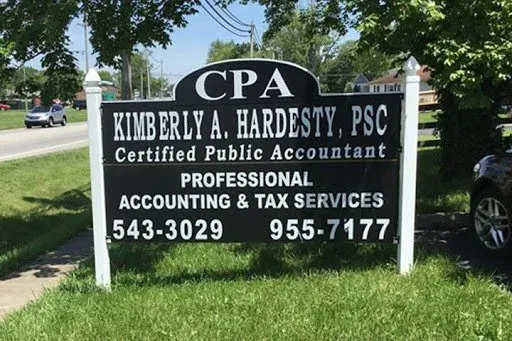 CPA
KIMBERLY A. HARDESTY, PSC
Certified Public Accountant
PROFESSIONAL
ACCOUNTING & TAX SERVICES
543-3029 955-7177